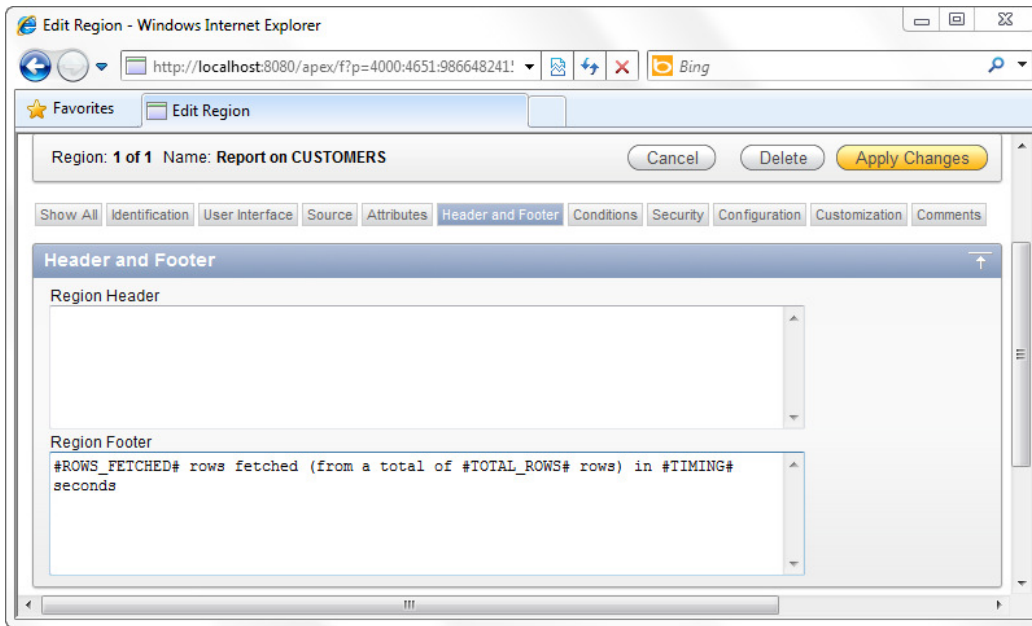 Edit Region - Windows Internet Explorer
http://localhost:8080/apex/f?p=4000:4651:986648241! Bing
Favorites Edit Region
Region: 1 of 1 Name: Report on CUSTOMERS Cancel Delete Apply Changes
Show All Identification User Interface Source Attributes Header and Footer Conditions Security Configuration Customization Comments
Header and Footer
Region Header
Region Footer
#ROWS_FETCHED# rows fetched (from a total of #TOTAL_ROWS# rows) in #TIMING#
seconds